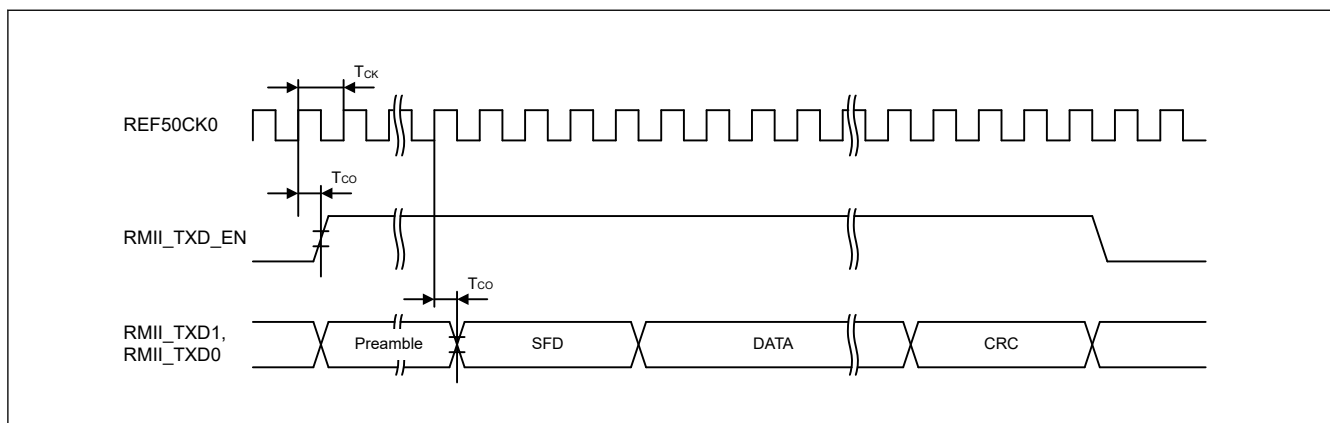 TCK
REF50CK0
TCO
RMII_TXD_EN
TCO
RMII_TXD1,
RMII_TXD0
Preamble
SFD
DATA
CRC